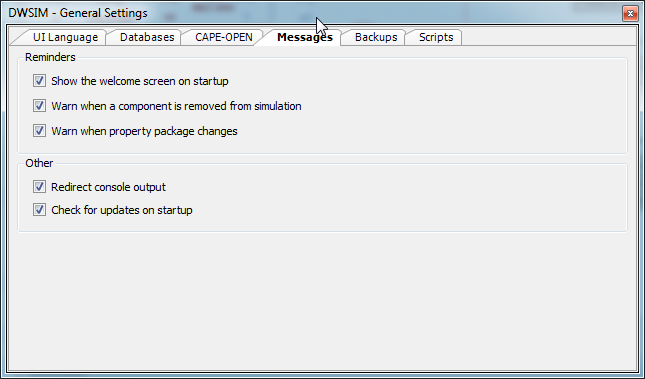 DWSIM - General Settings
UI Language Databases CAPE-OPEN Messages Backups Scripts
Reminders
Show the welcome screen on startup
Warn when a component is removed from simulation
Warn when property package changes
Other
Redirect console output
Check for updates on startup